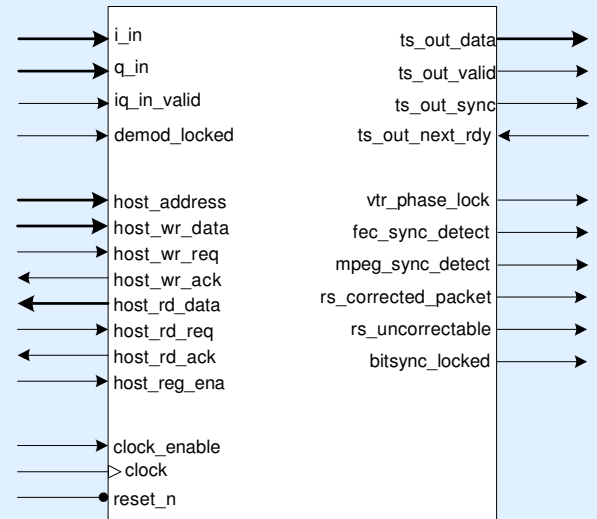 i_in
q_in
iq_in_valid
demod_locked
host_address
host_wr_data
host_wr_req
host_wr_ack
host_rd_data
host_rd_req
host_rd_ack
host_reg_ena
clock_enable
clock
reset_n
ts_out_data
ts_out_valid
ts_out_sync
ts_out_next_rdy
vtr_phase_lock
fec_sync_detect
mpeg_sync_detect
rs_corrected_packet
rs_uncorrectable
bitsync_locked